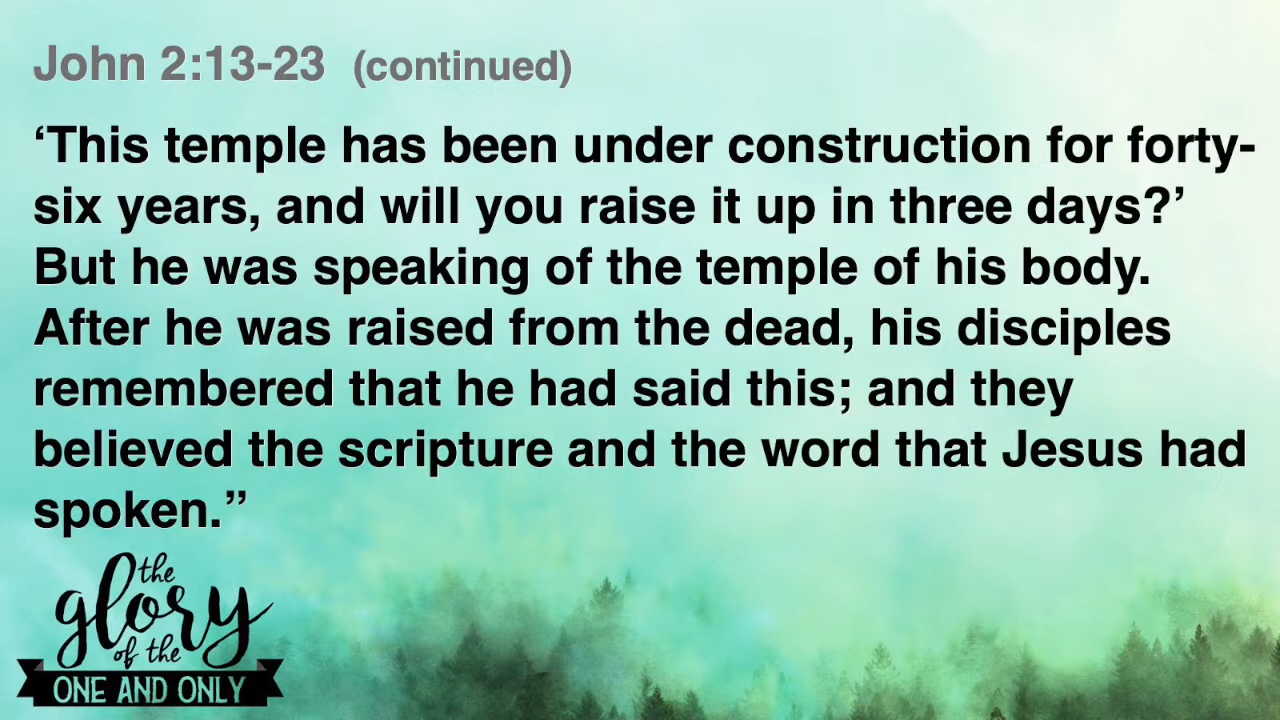 John 2:13-23 (continued)
‘This temple has been under construction for forty-
six years, and will you raise it up in three days?’
But he was speaking of the temple of his body.
After he was raised from the dead, his disciples
remembered that he had said this; and they
believed the scripture and the word that Jesus had
spoken.”
the
glory
of the
ONE AND ONLY